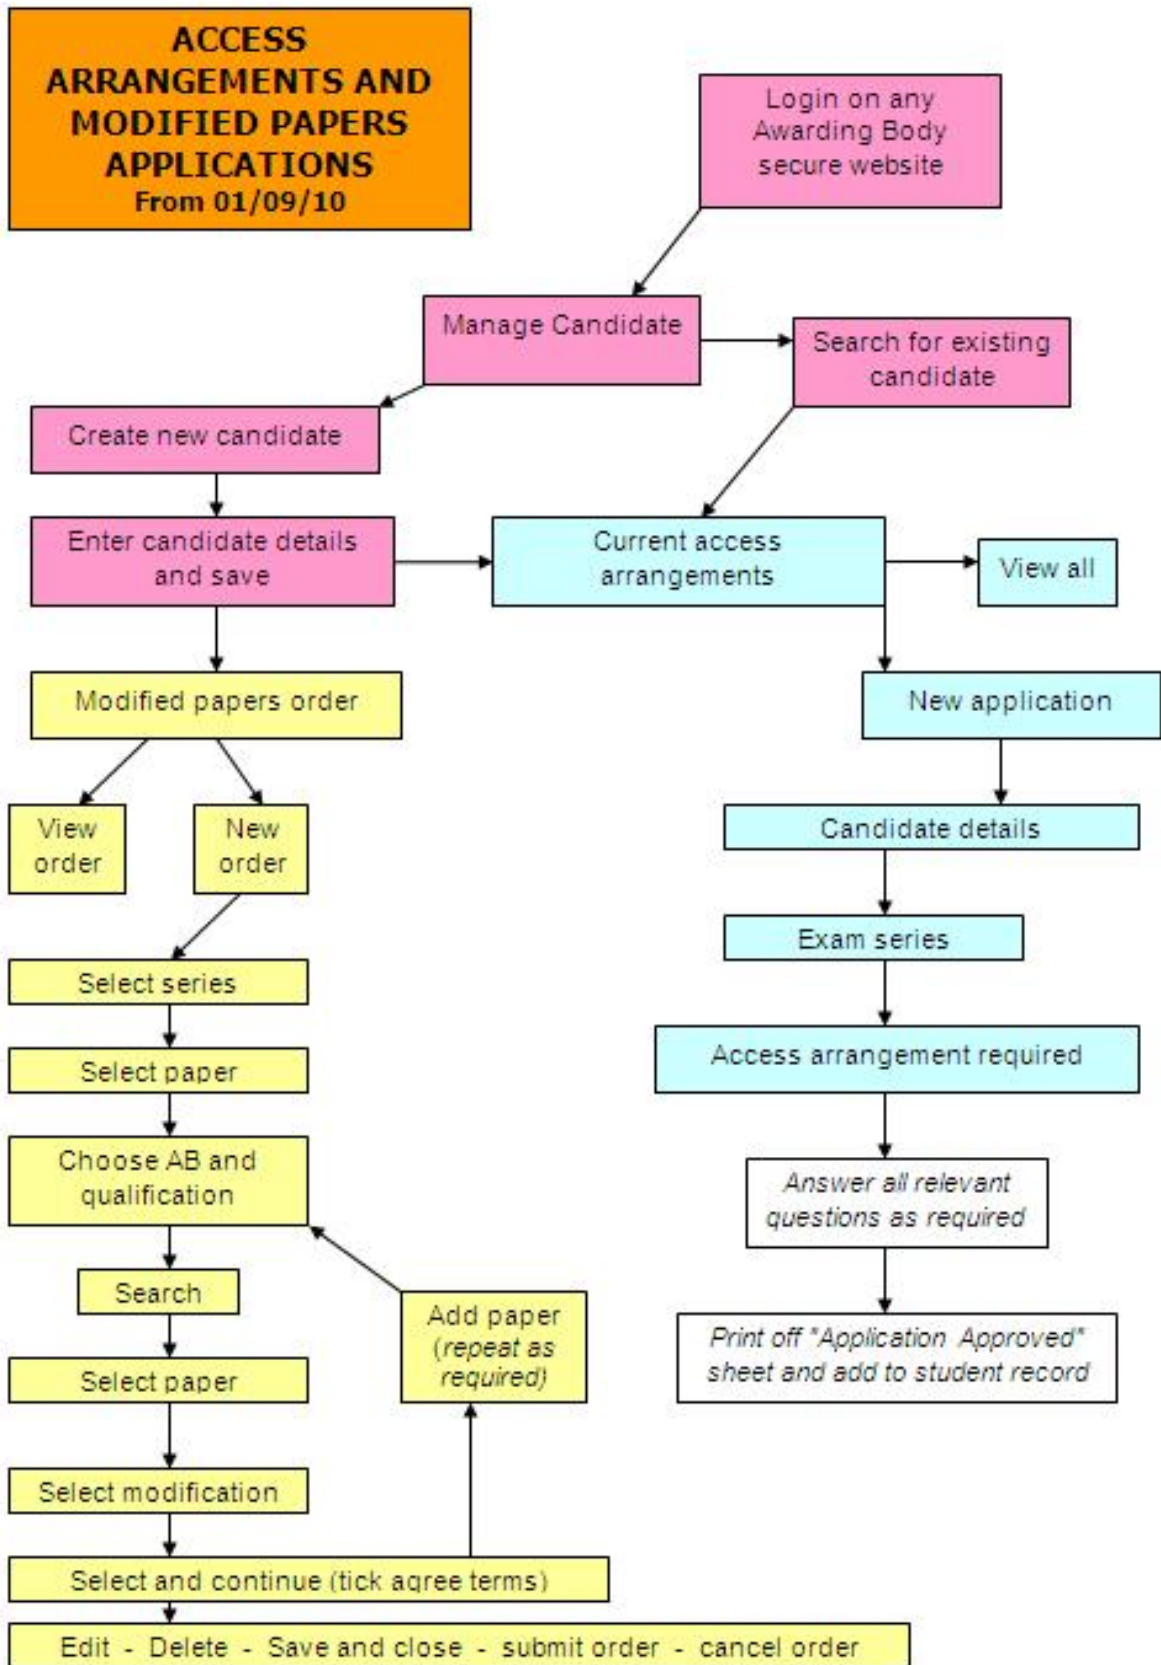 ACCESS
ARRANGEMENTS AND
MODIFIED PAPERS
APPLICATIONS
From 01/09/10
Login on any
Awarding Body
secure website
Manage Candidate
Search for existing
candidate
Create new candidate
Enter candidate details
and save
Current access
arrangements
View all
Modified papers order
New application
View
order
New
order
Candidate details
Exam series
Select series
Access arrangement required
Select paper
Choose AB and
qualification
Answer all relevant
questions as required
Search
Add paper
(repeat as
required)
Print off "Application Approved"
sheet and add to student record
Select paper
Select modification
Select and continue (tick agree terms)
Edit - Delete - Save and close - submit order - cancel order